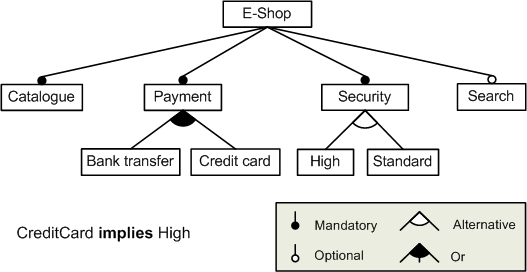 E-Shop
Catalogue
Payment
Security
Search
Bank transfer
Credit card
High
Standard
CreditCard implies High
Mandatory
Alternative
Optional
Or